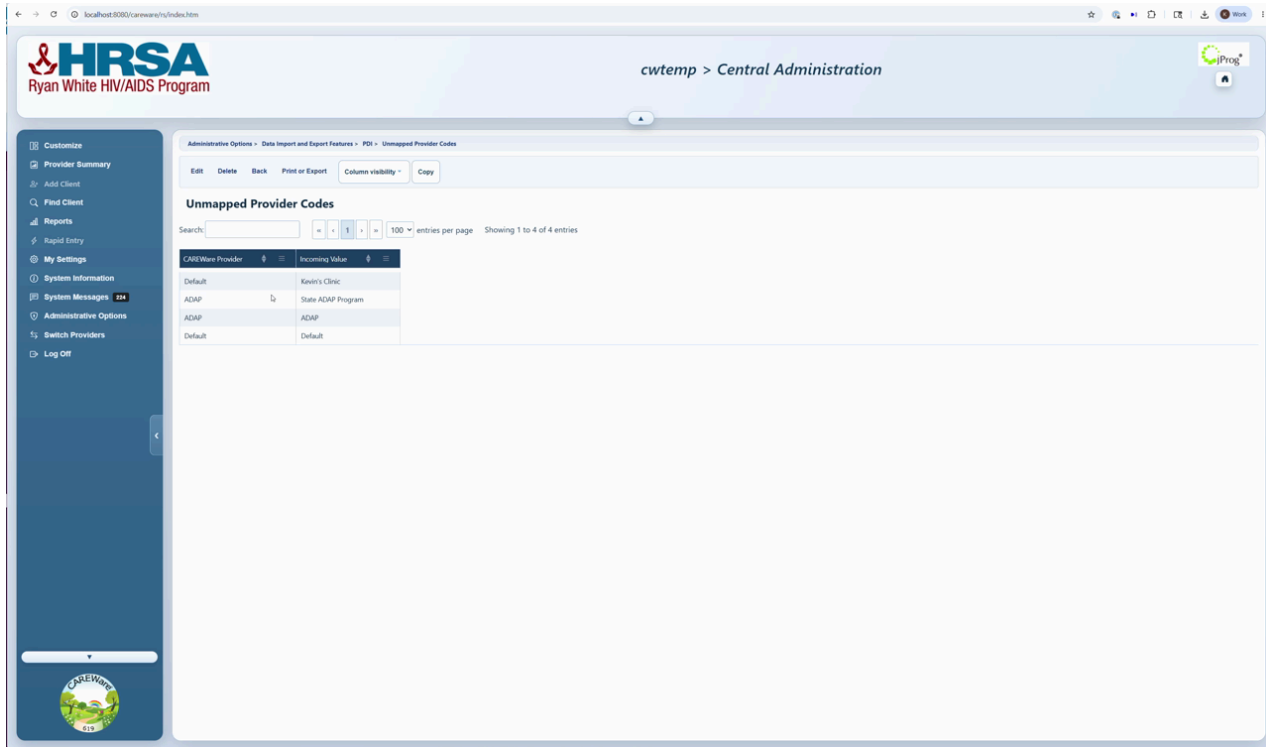 localhost:8080/careware/rs/index.htm
Work
HRSA
Ryan White HIV/AIDS Program
cwtemp > Central Administration
jProg
Customize
Provider Summary
Add Client
Find Client
Reports
Rapid Entry
My Settings
System Information
System Messages 224
Administrative Options
Switch Providers
Log Off
CAREWare
619
Administrative Options > Data Import and Export Features > PDI > Unmapped Provider Codes
Edit Delete Back Print or Export Column visibility Copy
Unmapped Provider Codes
Search: « ‹ 1 › » 100 entries per page Showing 1 to 4 of 4 entries
CAREWare Provider Incoming Value
Default Kevin's Clinic
ADAP State ADAP Program
ADAP ADAP
Default Default